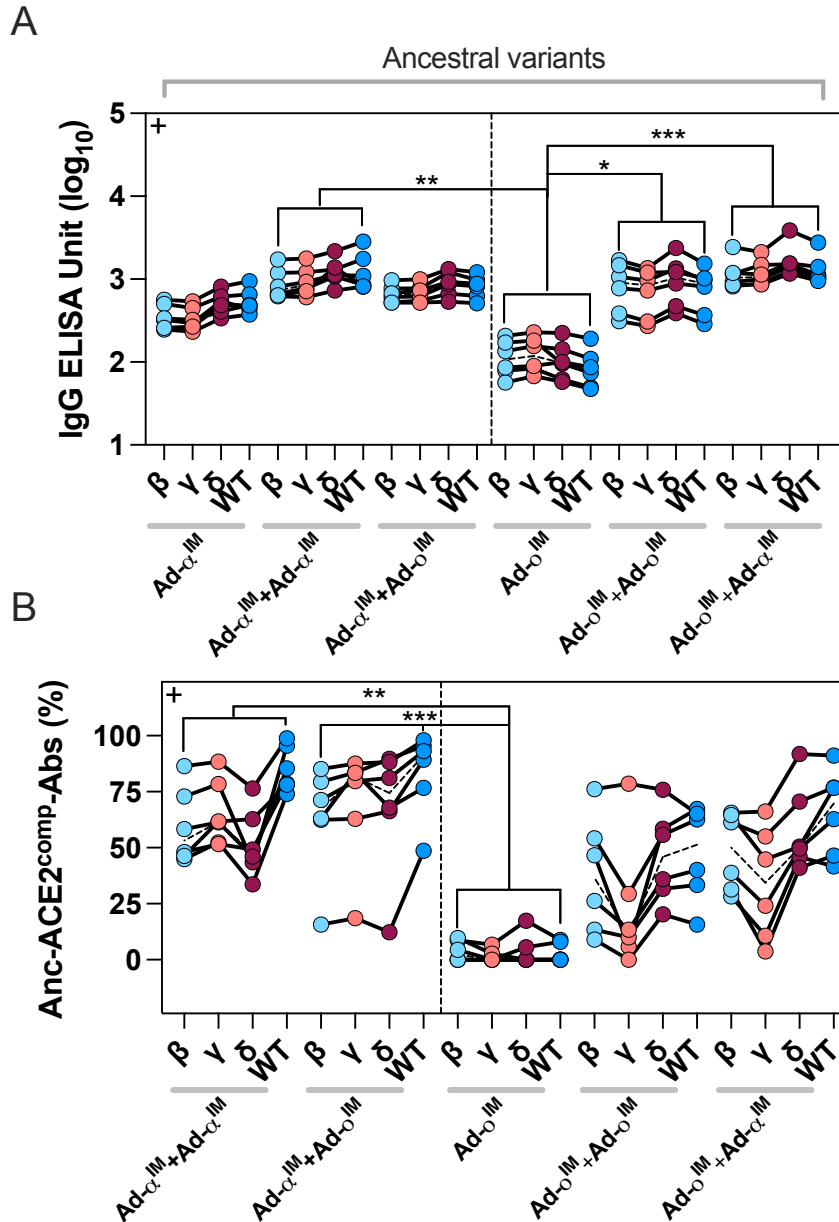 A
Ancestral variants
IgG ELISA Unit (log₁₀)
5
4
3
2
1
+
** * ***
β γ δ WT β γ δ WT β γ δ WT β γ δ WT β γ δ WT β γ δ WT
Ad-α^IM
Ad-α^IM+Ad-α^IM
Ad-α^IM+Ad-o^IM
Ad-o^IM
Ad-o^IM+Ad-o^IM
Ad-o^IM+Ad-α^IM
B
Anc-ACE2^comp-Abs (%)
100
75
50
25
0
+
**
***
β γ δ WT β γ δ WT β γ δ WT β γ δ WT β γ δ WT
Ad-α^IM+Ad-α^IM
Ad-α^IM+Ad-o^IM
Ad-o^IM
Ad-o^IM+Ad-o^IM
Ad-o^IM+Ad-α^IM